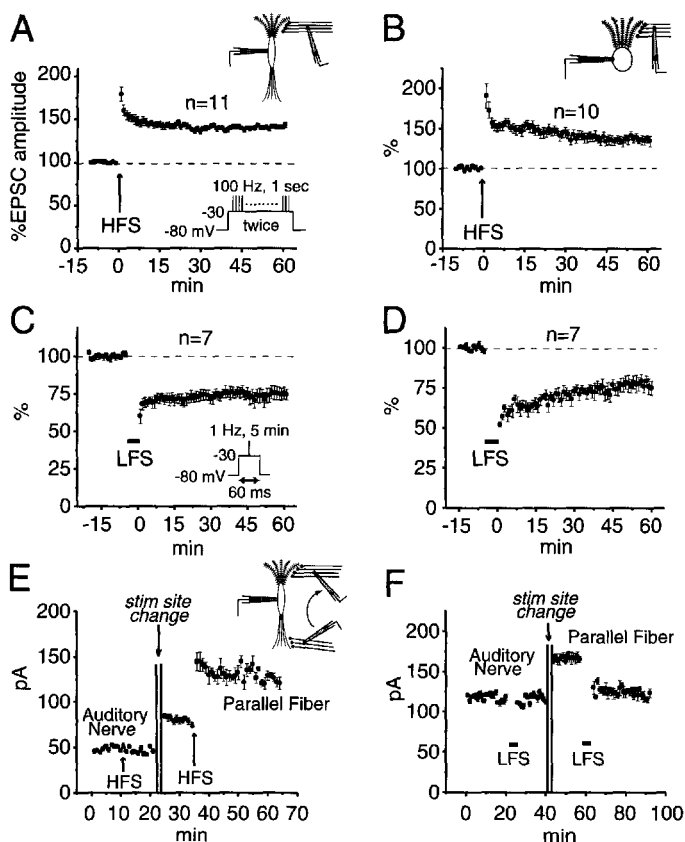 A
%EPSC amplitude
200
150
100
50
0
n=11
HFS
100 Hz, 1 sec
-30
-80 mV
twice
-15 0 15 30 45 60
min
B
%
200
150
100
50
0
n=10
HFS
-15 0 15 30 45 60
min
C
%
100
75
50
25
0
n=7
LFS
1 Hz, 5 min
-30
-80 mV
60 ms
-15 0 15 30 45 60
min
D
%
100
75
50
25
0
n=7
LFS
-15 0 15 30 45 60
min
E
pA
200
150
100
50
0
stim site
change
Auditory
Nerve
HFS
HFS
Parallel Fiber
0 10 20 30 40 50 60 70
min
F
pA
200
150
100
50
0
stim site
change
Auditory
Nerve
Parallel Fiber
LFS
LFS
0 20 40 60 80 100
min